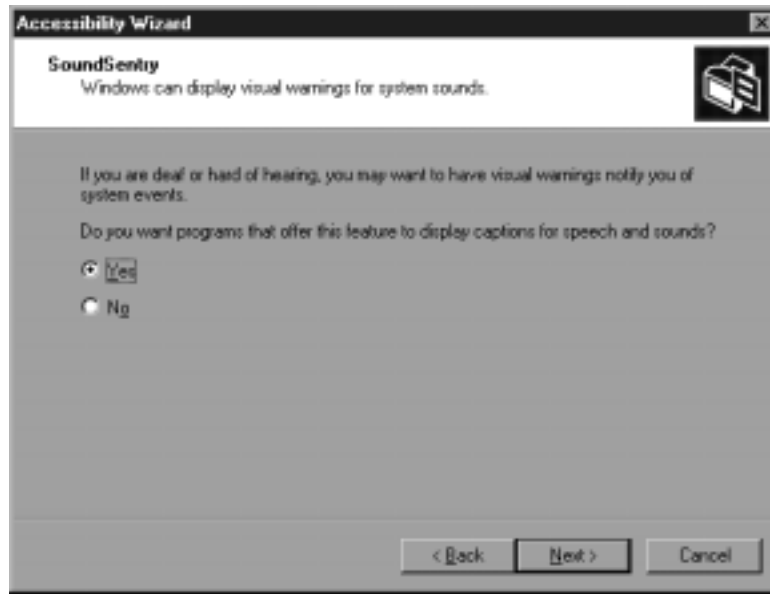 Accessibility Wizard
SoundSentry
Windows can display visual warnings for system sounds.
If you are deaf or hard of hearing, you may want to have visual warnings notify you of
system events.
Do you want programs that offer this feature to display captions for speech and sounds?
Yes
No
< Back Next > Cancel